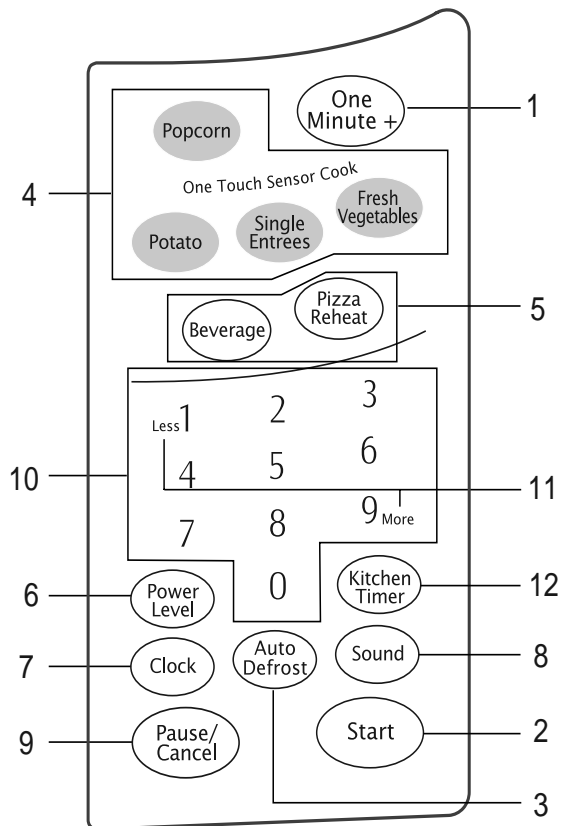 One
Minute +
1
Popcorn
One Touch Sensor Cook
4
Fresh
Vegetables
Single
Entrees
Potato
Pizza
Reheat
5
Beverage
3
2
Less 1
6
5
4
10
11
9 More
8
7
0
Kitchen
Timer
12
Power
Level
6
Auto
Defrost
Sound
8
Clock
7
Pause/
Cancel
9
Start
2
3